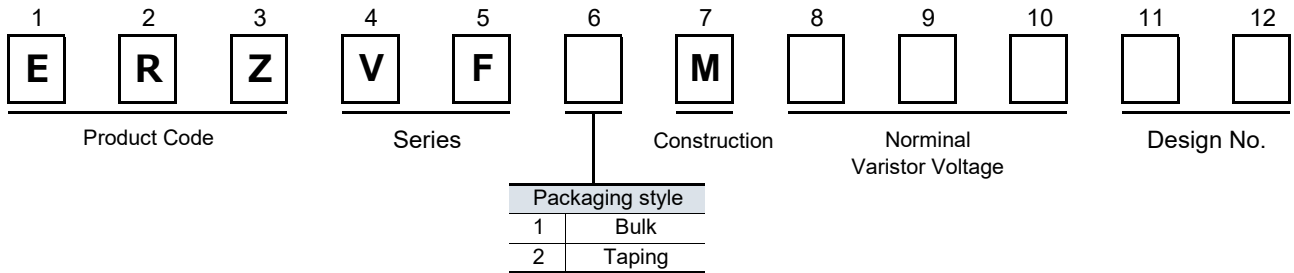 1 2 3 4 5 6 7 8 9 10 11 12
E R Z V F M
Product Code Series Construction Norminal Varistor Voltage Design No.
Packaging style
1 Bulk
2 Taping